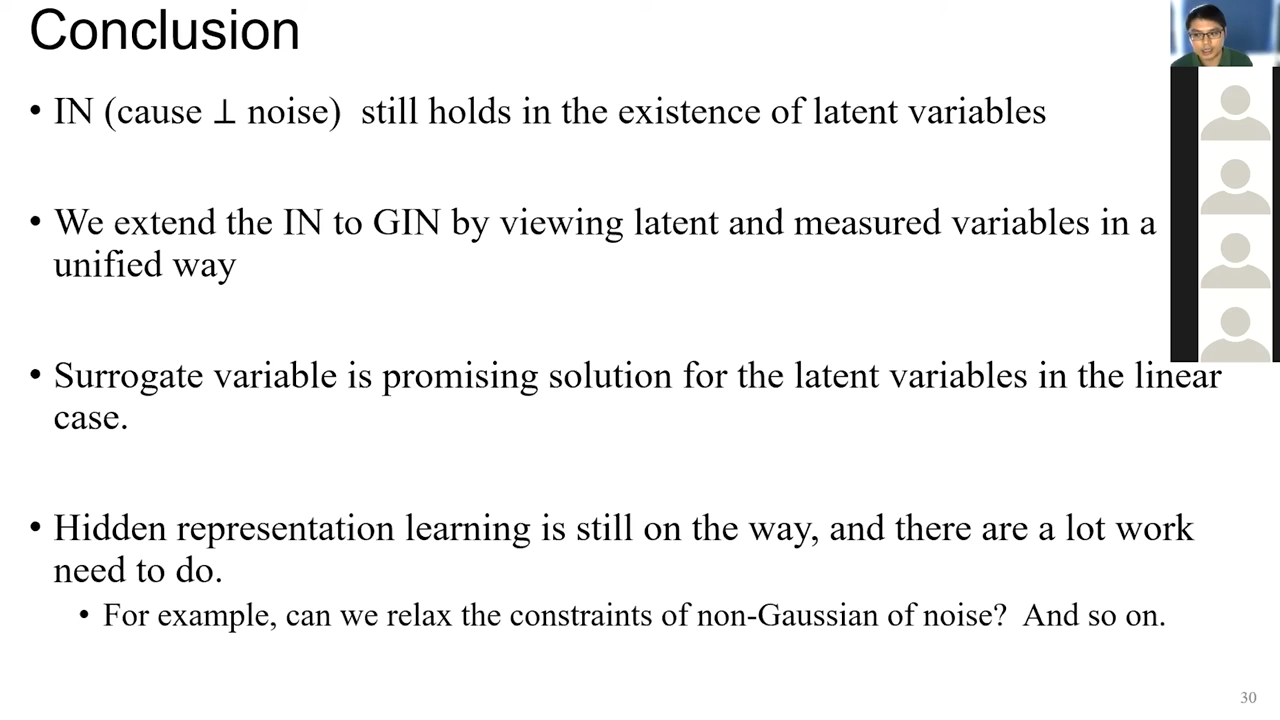 Conclusion
• IN (cause ⊥ noise)  still holds in the existence of latent variables
• We extend the IN to GIN by viewing latent and measured variables in a
unified way
• Surrogate variable is promising solution for the latent variables in the linear
case.
• Hidden representation learning is still on the way, and there are a lot work
need to do.
• For example, can we relax the constraints of non-Gaussian of noise?  And so on.
30